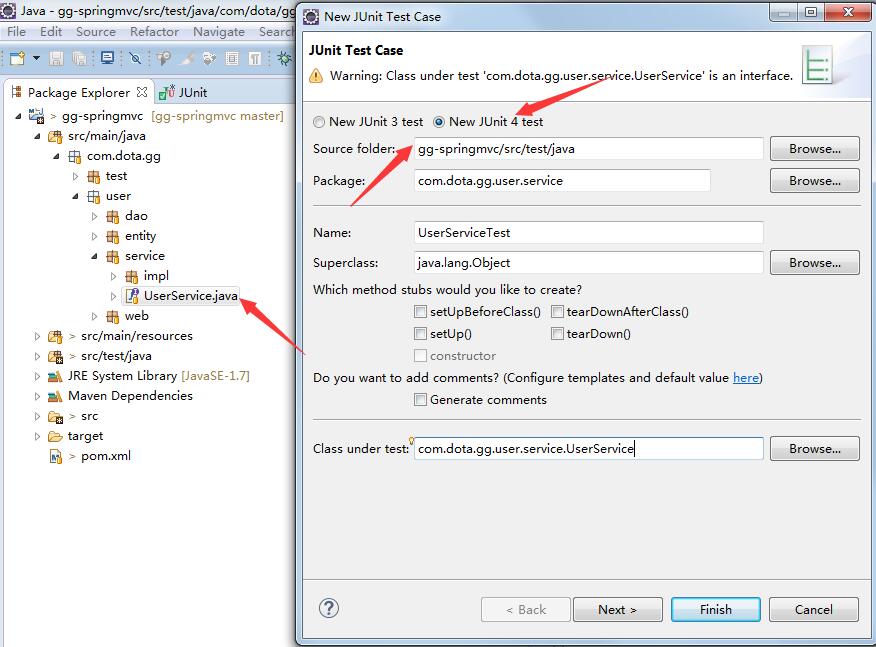 Java - gg-springmvc/src/test/java/com/dota/gg
File Edit Source Refactor Navigate Search
Package Explorer
JUnit
> gg-springmvc [gg-springmvc master]
src/main/java
com.dota.gg
test
user
dao
entity
service
impl
UserService.java
web
> src/main/resources
> src/test/java
JRE System Library [JavaSE-1.7]
Maven Dependencies
> src
target
> pom.xml
New JUnit Test Case
JUnit Test Case
Warning: Class under test 'com.dota.gg.user.service.UserService' is an interface.
New JUnit 3 test New JUnit 4 test
Source folder: gg-springmvc/src/test/java Browse...
Package: com.dota.gg.user.service Browse...
Name: UserServiceTest
Superclass: java.lang.Object Browse...
Which method stubs would you like to create?
setUpBeforeClass() tearDownAfterClass()
setUp() tearDown()
constructor
Do you want to add comments? (Configure templates and default value here)
Generate comments
Class under test: com.dota.gg.user.service.UserService Browse...
? < Back Next > Finish Cancel